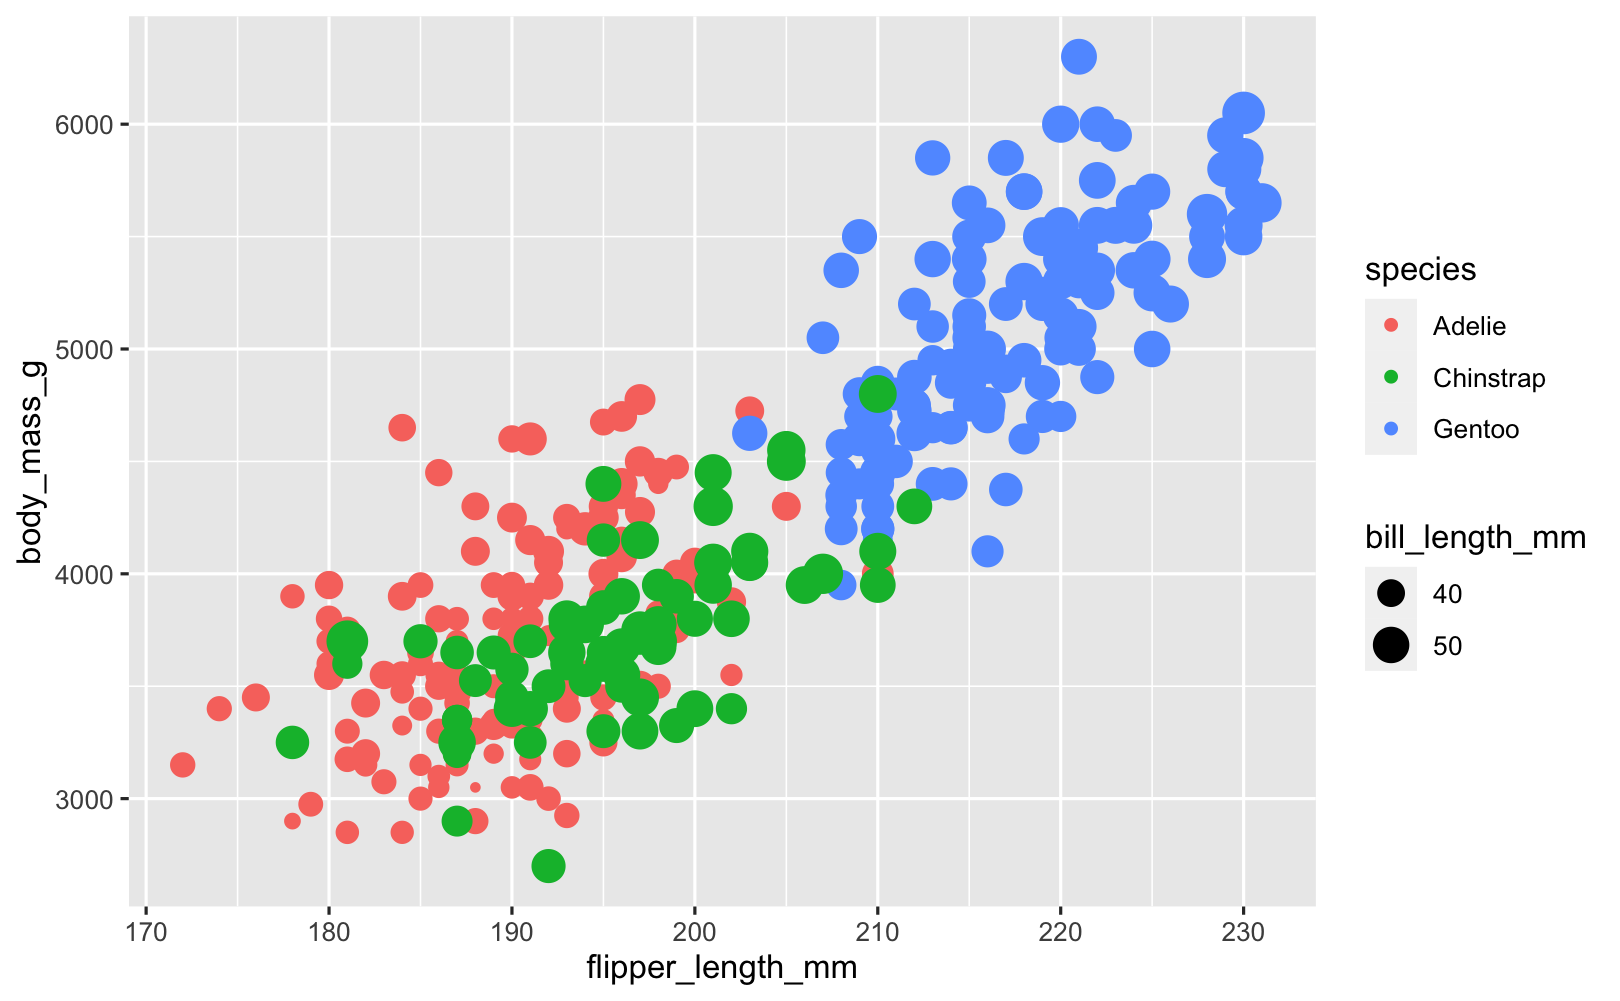 6000
5000
4000
3000
body_mass_g
170 180 190 200 210 220 230
flipper_length_mm
species
Adelie
Chinstrap
Gentoo
bill_length_mm
40
50